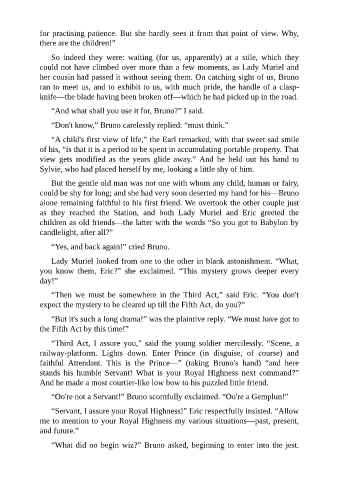 for practising patience. But she hardly sees it from that point of view. Why,
there are the children!"
So indeed they were: waiting (for us, apparently) at a stile, which they
could not have climbed over more than a few moments, as Lady Muriel and
her cousin had passed it without seeing them. On catching sight of us, Bruno
ran to meet us, and to exhibit to us, with much pride, the handle of a clasp-
knife—the blade having been broken off—which he had picked up in the road.
"And what shall you use it for, Bruno?" I said.
"Don't know," Bruno carelessly replied: "must think."
"A child's first view of life," the Earl remarked, with that sweet sad smile
of his, "is that it is a period to be spent in accumulating portable property. That
view gets modified as the years glide away." And he held out his hand to
Sylvie, who had placed herself by me, looking a little shy of him.
But the gentle old man was not one with whom any child, human or fairy,
could be shy for long; and she had very soon deserted my hand for his—Bruno
alone remaining faithful to his first friend. We overtook the other couple just
as they reached the Station, and both Lady Muriel and Eric greeted the
children as old friends—the latter with the words "So you got to Babylon by
candlelight, after all?"
"Yes, and back again!" cried Bruno.
Lady Muriel looked from one to the other in blank astonishment. "What,
you know them, Eric?" she exclaimed. "This mystery grows deeper every
day!"
"Then we must be somewhere in the Third Act," said Eric. "You don't
expect the mystery to be cleared up till the Fifth Act, do you?"
"But it's such a long drama!" was the plaintive reply. "We must have got to
the Fifth Act by this time!"
"Third Act, I assure you," said the young soldier mercilessly. "Scene, a
railway-platform. Lights down. Enter Prince (in disguise, of course) and
faithful Attendant. This is the Prince—" (taking Bruno's hand) "and here
stands his humble Servant! What is your Royal Highness next command?"
And he made a most courtier-like low bow to his puzzled little friend.
"Oo're not a Servant!" Bruno scornfully exclaimed. "Oo're a Gemplun!"
"Servant, I assure your Royal Highness!" Eric respectfully insisted. "Allow
me to mention to your Royal Highness my various situations—past, present,
and future."
"What did oo begin wiz?" Bruno asked, beginning to enter into the jest.